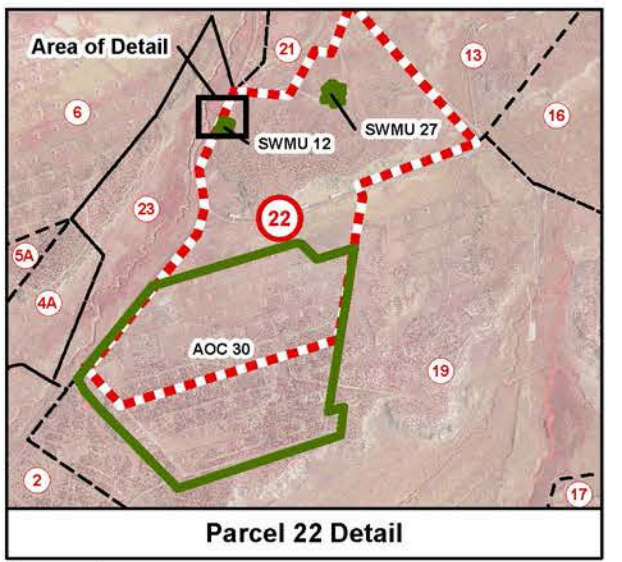 Area of Detail
21
13
6
16
SWMU 27
SWMU 12
23
22
5A
4A
AOC 30
19
2
17
Parcel 22 Detail